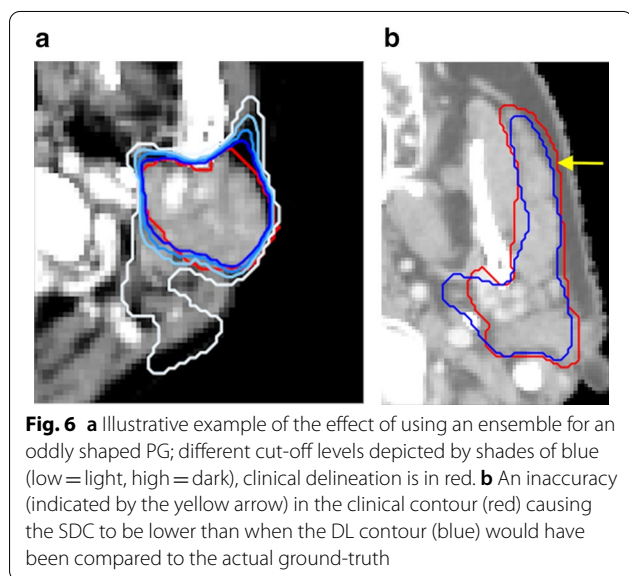 a
b
Fig. 6 a Illustrative example of the effect of using an ensemble for an
oddly shaped PG; different cut-off levels depicted by shades of blue
(low = light, high = dark), clinical delineation is in red. b An inaccuracy
(indicated by the yellow arrow) in the clinical contour (red) causing
the SDC to be lower than when the DL contour (blue) would have
been compared to the actual ground-truth